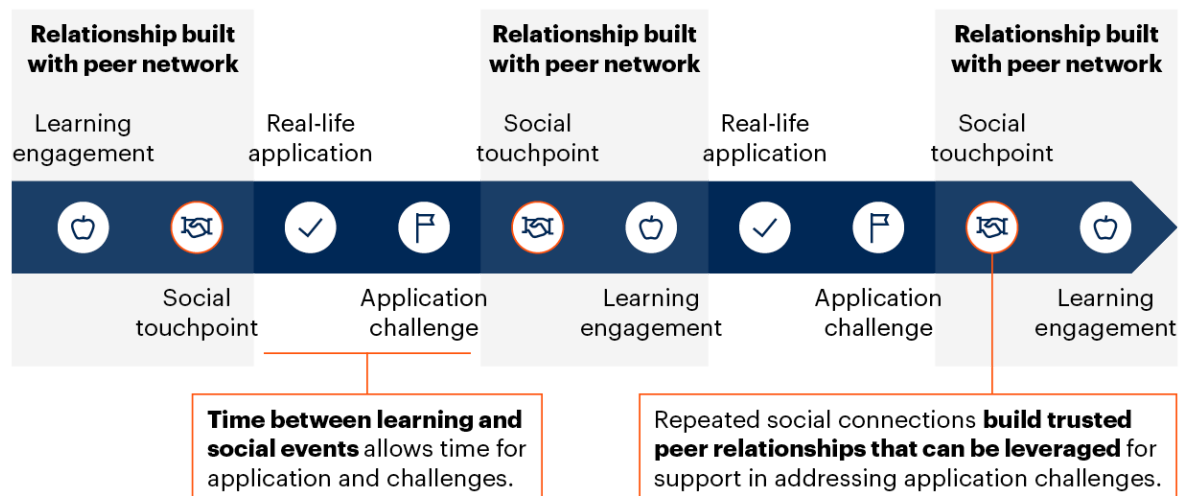 Relationship built
with peer network
Relationship built
with peer network
Relationship built
with peer network
Learning
engagement
Real-life
application
Social
touchpoint
Real-life
application
Social
touchpoint
Social
touchpoint
Application
challenge
Learning
engagement
Application
challenge
Learning
engagement
Time between learning and
social events allows time for
application and challenges.
Repeated social connections build trusted
peer relationships that can be leveraged for
support in addressing application challenges.